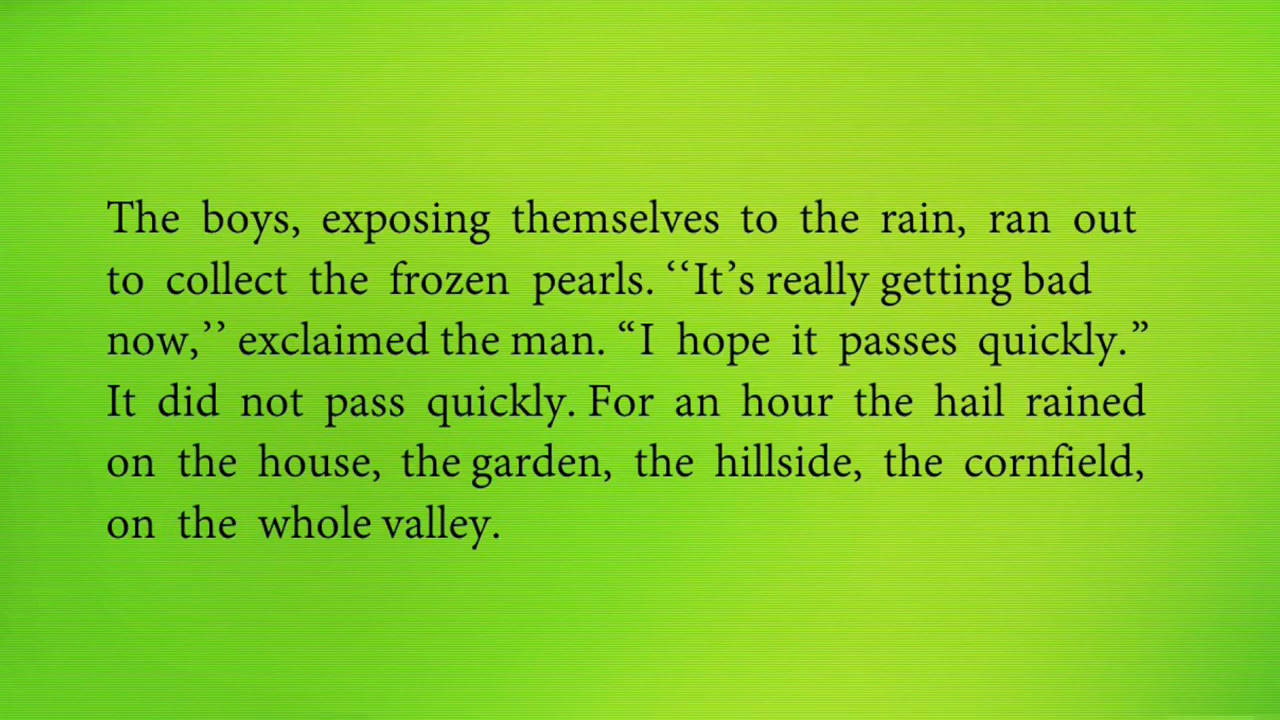 The boys, exposing themselves to the rain, ran out
to collect the frozen pearls. ‘‘It’s really getting bad
now,’’ exclaimed the man. “I hope it passes quickly.”
It did not pass quickly. For an hour the hail rained
on the house, the garden, the hillside, the cornfield,
on the whole valley.